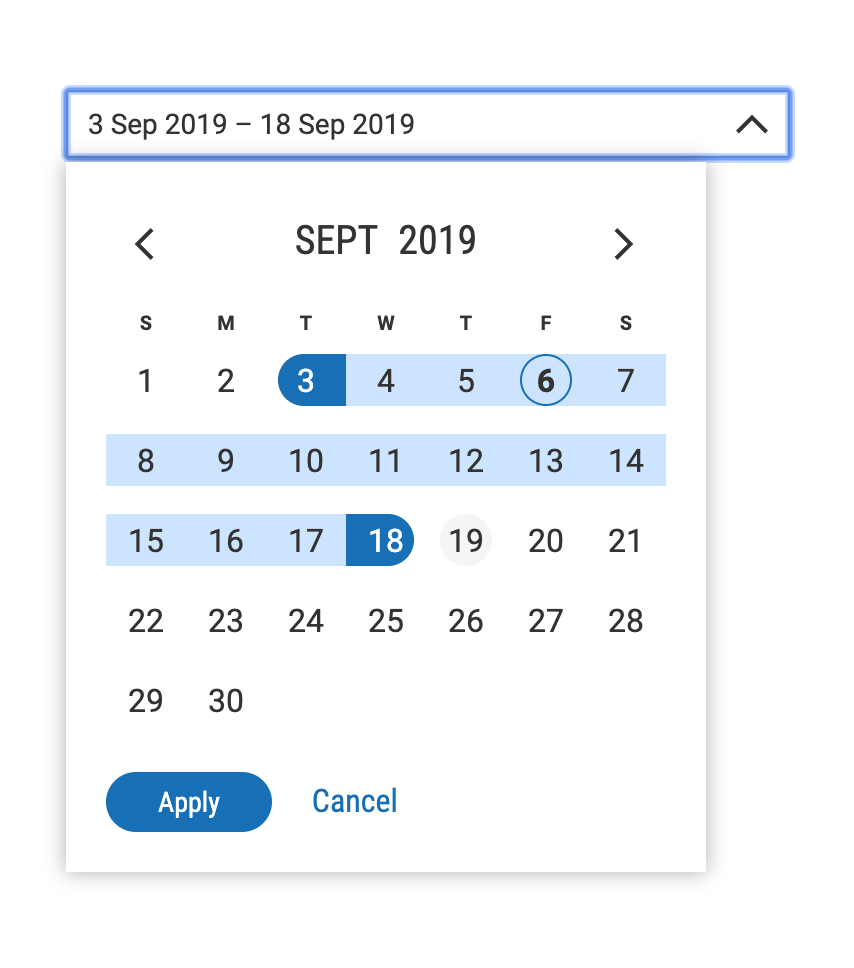 3 Sep 2019 – 18 Sep 2019
SEPT 2019
S M T W T F S
1 2 3 4 5 6 7
8 9 10 11 12 13 14
15 16 17 18 19 20 21
22 23 24 25 26 27 28
29 30
Apply Cancel